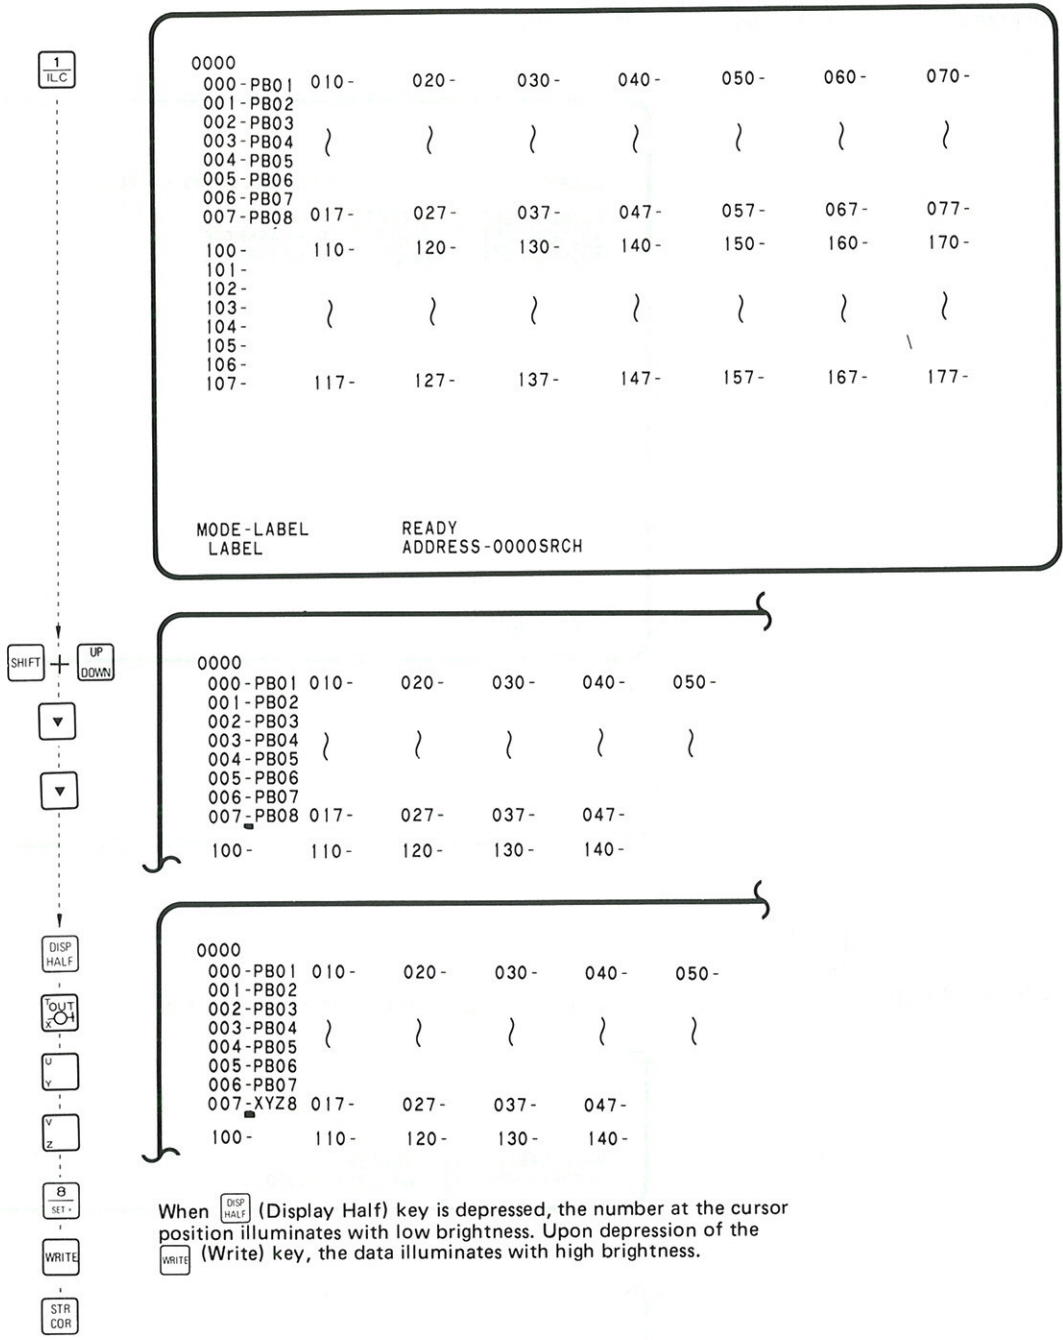 1
ILC
0000
000-PB01 010- 020- 030- 040- 050- 060- 070-
001-PB02
002-PB03
003-PB04
004-PB05
005-PB06
006-PB07
007-PB08 017- 027- 037- 047- 057- 067- 077-
100- 110- 120- 130- 140- 150- 160- 170-
101-
102-
103-
104-
105-
106-
107- 117- 127- 137- 147- 157- 167- 177-
MODE-LABEL READY
LABEL ADDRESS-0000SRCH
SHIFT + UP
DOWN
▼
▼
0000
000-PB01 010- 020- 030- 040- 050-
001-PB02
002-PB03
003-PB04
004-PB05
005-PB06
006-PB07
007-PB08 017- 027- 037- 047-
100- 110- 120- 130- 140-
DISP
HALF
T OUT
X
U
Y
V
Z
8
SET •
WRITE
STR
COR
0000
000-PB01 010- 020- 030- 040- 050-
001-PB02
002-PB03
003-PB04
004-PB05
005-PB06
006-PB07
007-XYZ8 017- 027- 037- 047-
100- 110- 120- 130- 140-
When DISP HALF (Display Half) key is depressed, the number at the cursor
position illuminates with low brightness. Upon depression of the
WRITE (Write) key, the data illuminates with high brightness.